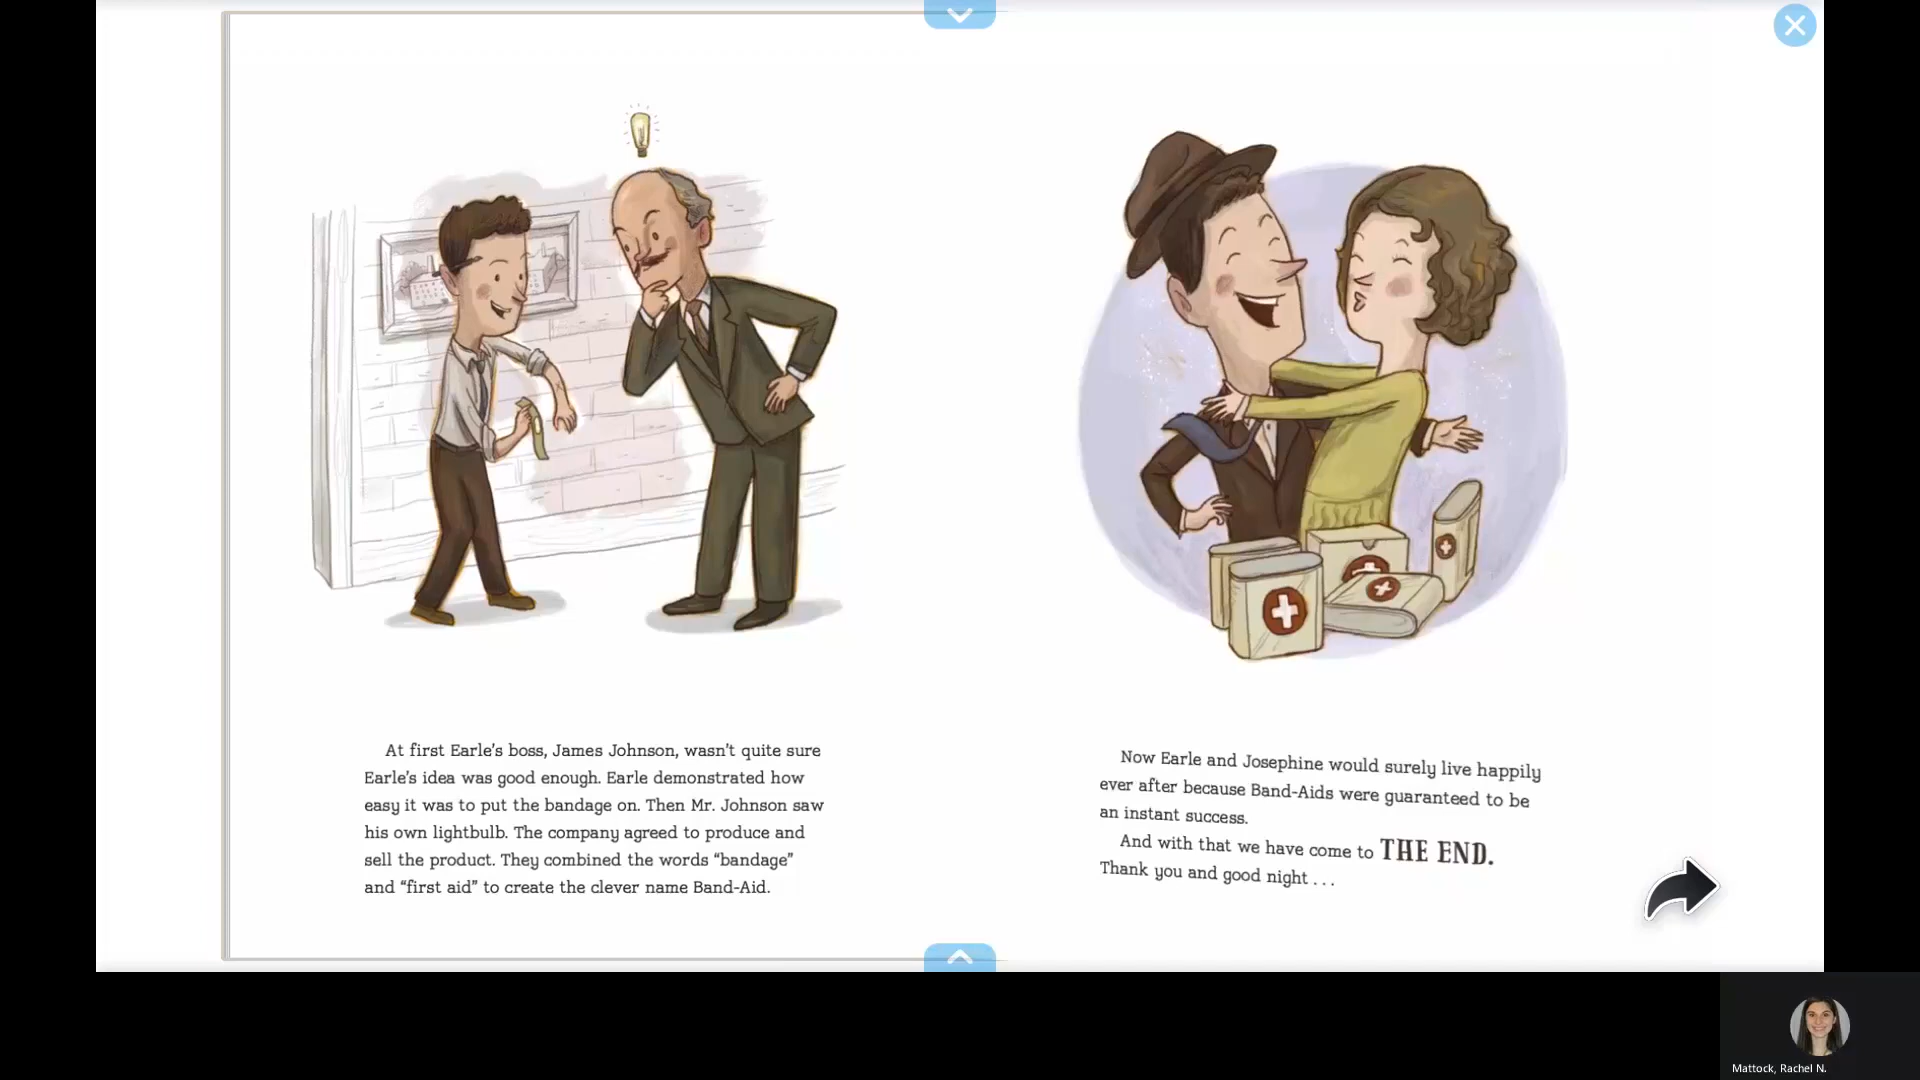 At first Earle's boss, James Johnson, wasn't quite sure
Earle's idea was good enough. Earle demonstrated how
easy it was to put the bandage on. Then Mr. Johnson saw
his own lightbulb. The company agreed to produce and
sell the product. They combined the words “bandage”
and “first aid” to create the clever name Band-Aid.
Now Earle and Josephine would surely live happily
ever after because Band-Aids were guaranteed to be
an instant success.
And with that we have come to THE END.
Thank you and good night . . .
Mattock, Rachel N.